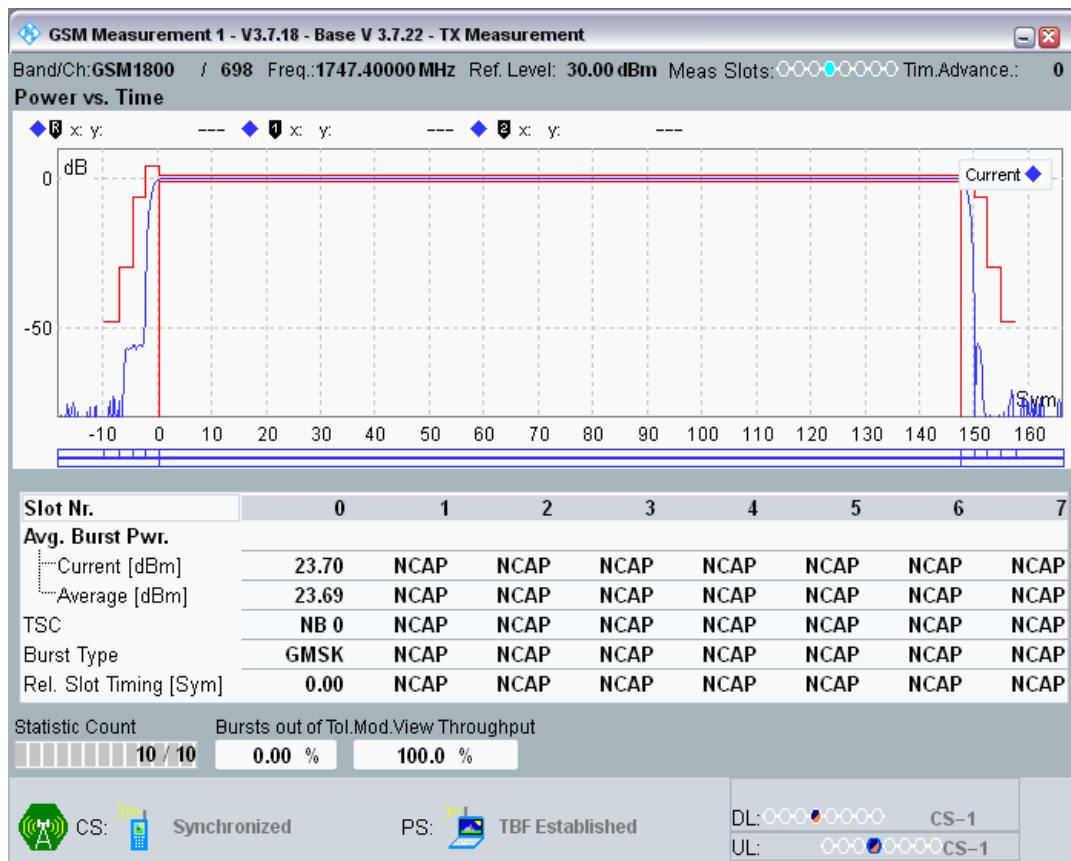 GSM Measurement 1 - V3.7.18 - Base V 3.7.22 - TX Measurement
Band/Ch:GSM1800 / 698 Freq.:1747.40000 MHz Ref. Level: 30.00 dBm Meas Slots: Tim.Advance.: 0
Power vs. Time
R x: y: --- 1 x: y: --- 2 x: y: ---
dB
Current
0
-50
Sym
-10 0 10 20 30 40 50 60 70 80 90 100 110 120 130 140 150 160
Slot Nr. 0 1 2 3 4 5 6 7
Avg. Burst Pwr.
Current [dBm] 23.70 NCAP NCAP NCAP NCAP NCAP NCAP NCAP
Average [dBm] 23.69 NCAP NCAP NCAP NCAP NCAP NCAP NCAP
TSC NB 0 NCAP NCAP NCAP NCAP NCAP NCAP NCAP
Burst Type GMSK NCAP NCAP NCAP NCAP NCAP NCAP NCAP
Rel. Slot Timing [Sym] 0.00 NCAP NCAP NCAP NCAP NCAP NCAP NCAP
Statistic Count Bursts out of Tol.Mod.View Throughput
10 / 10 0.00 % 100.0 %
CS: Synchronized PS: TBF Established DL: CS-1
UL: CS-1